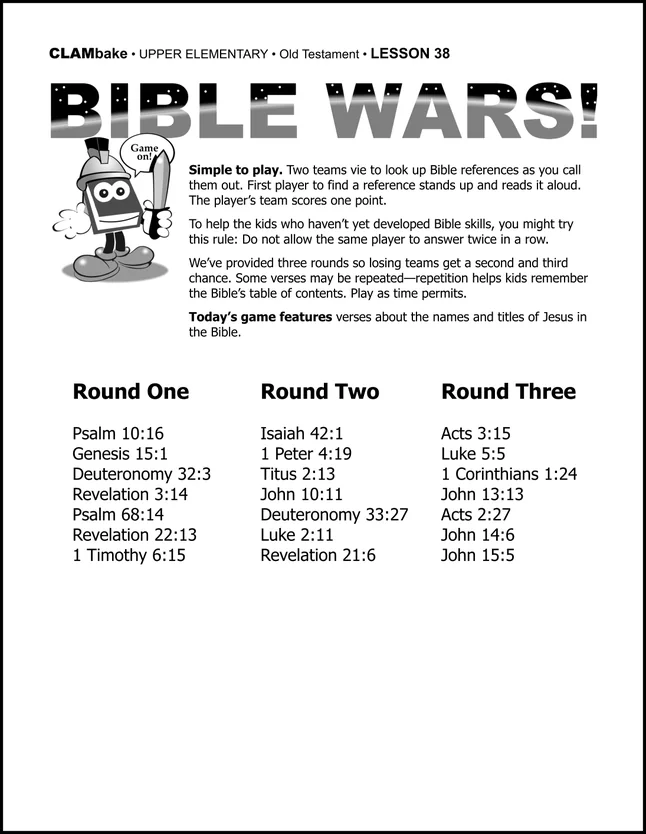 CLAMbake • UPPER ELEMENTARY • Old Testament • LESSON 38
BIBLE WARS!
Game
on!
Simple to play. Two teams vie to look up Bible references as you call
them out. First player to find a reference stands up and reads it aloud.
The player’s team scores one point.
To help the kids who haven’t yet developed Bible skills, you might try
this rule: Do not allow the same player to answer twice in a row.
We’ve provided three rounds so losing teams get a second and third
chance. Some verses may be repeated—repetition helps kids remember
the Bible’s table of contents. Play as time permits.
Today’s game features verses about the names and titles of Jesus in
the Bible.
Round One
Psalm 10:16
Genesis 15:1
Deuteronomy 32:3
Revelation 3:14
Psalm 68:14
Revelation 22:13
1 Timothy 6:15
Round Two
Isaiah 42:1
1 Peter 4:19
Titus 2:13
John 10:11
Deuteronomy 33:27
Luke 2:11
Revelation 21:6
Round Three
Acts 3:15
Luke 5:5
1 Corinthians 1:24
John 13:13
Acts 2:27
John 14:6
John 15:5